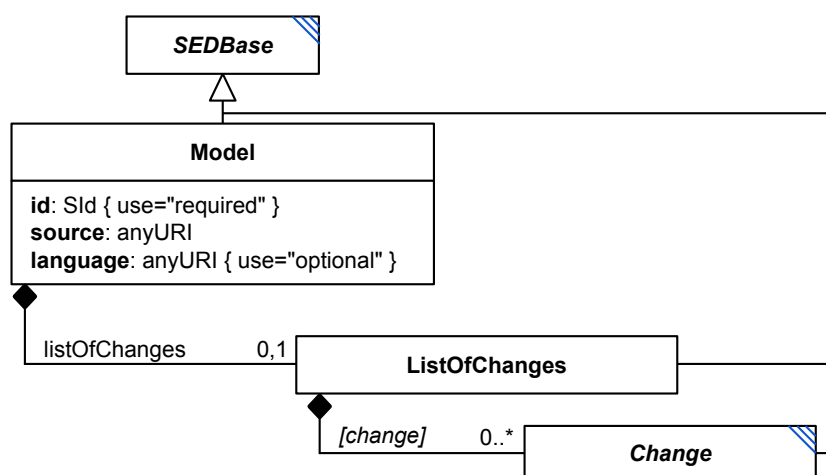 SEDBase
Model
id: SId { use="required" }
source: anyURI
language: anyURI { use="optional" }
listOfChanges 0,1
ListOfChanges
[change] 0..*
Change